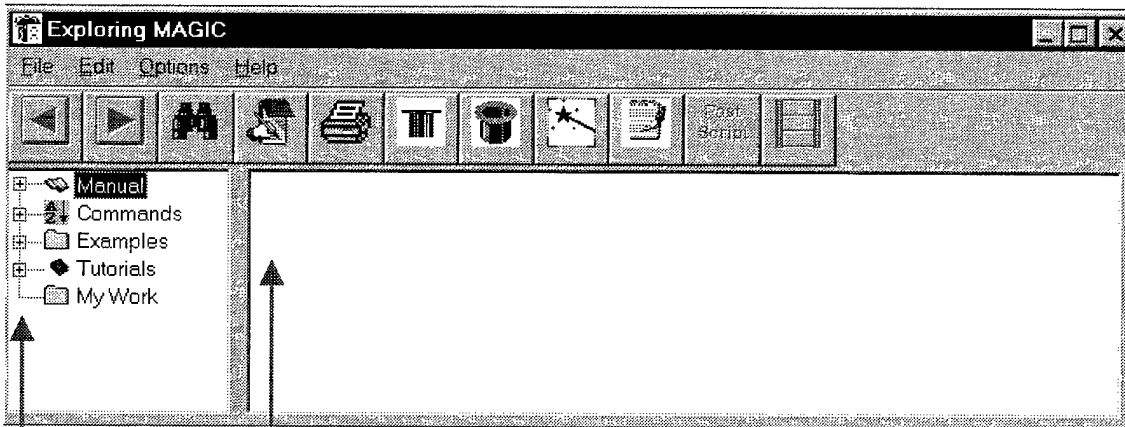 Exploring MAGIC
File Edit Options Help
Post
Script
Manual
Commands
Examples
Tutorials
My Work